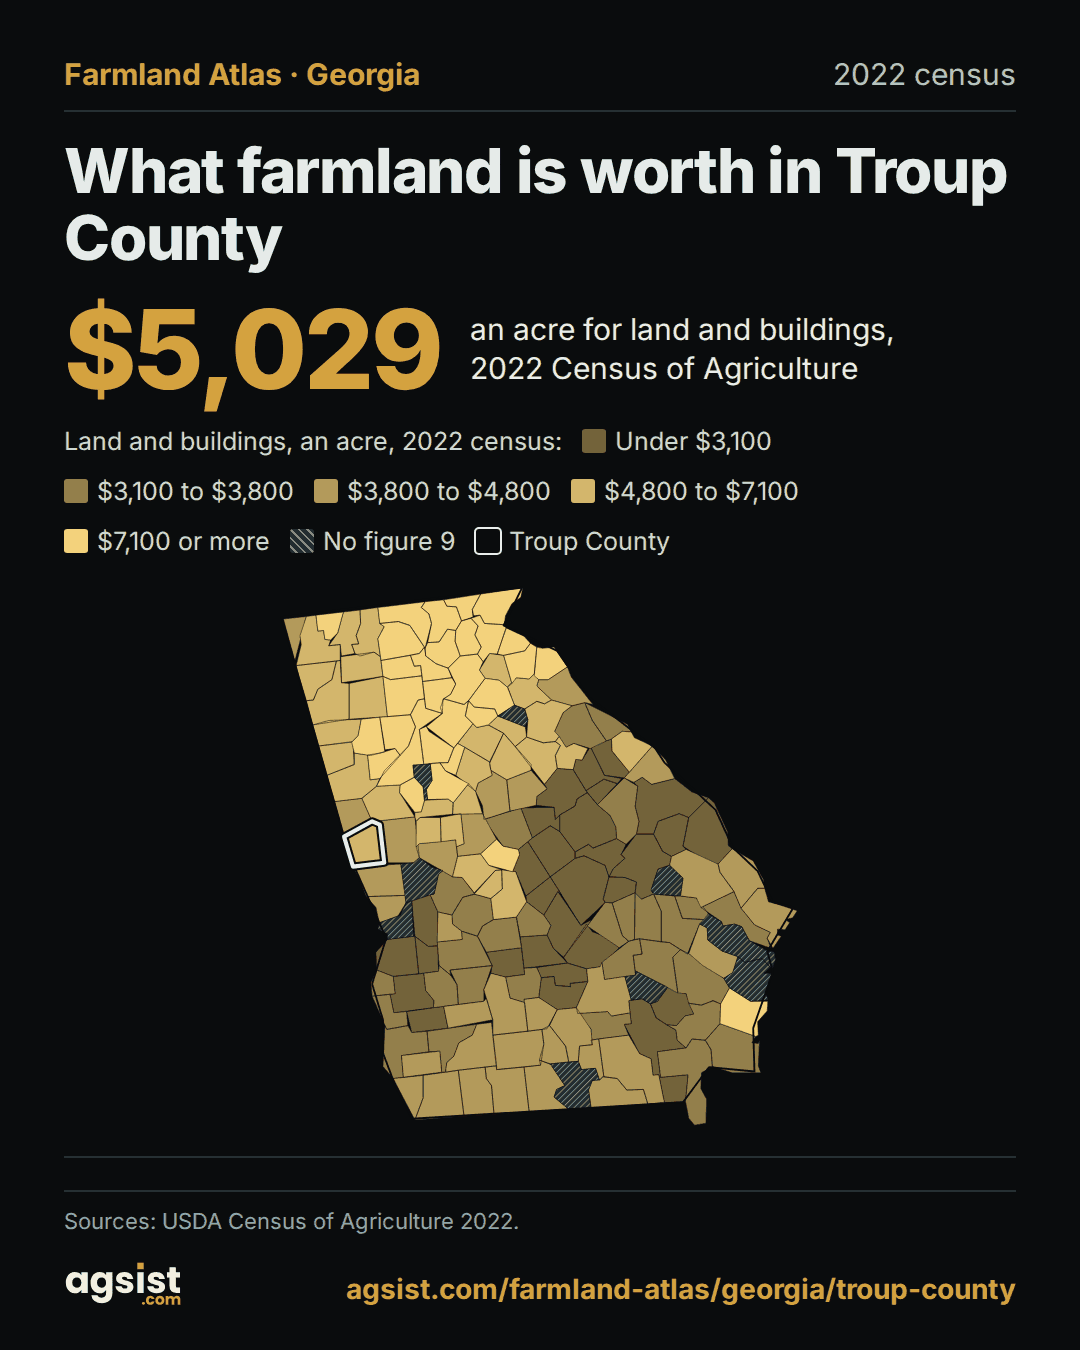 Farmland Atlas · Georgia
2022 census
What farmland is worth in Troup
County
$5,029
an acre for land and buildings,
2022 Census of Agriculture
Land and buildings, an acre, 2022 census: Under $3,100
$3,100 to $3,800 $3,800 to $4,800 $4,800 to $7,100
$7,100 or more No figure 9 Troup County
Sources: USDA Census of Agriculture 2022.
agsist
.com
agsist.com/farmland-atlas/georgia/troup-county